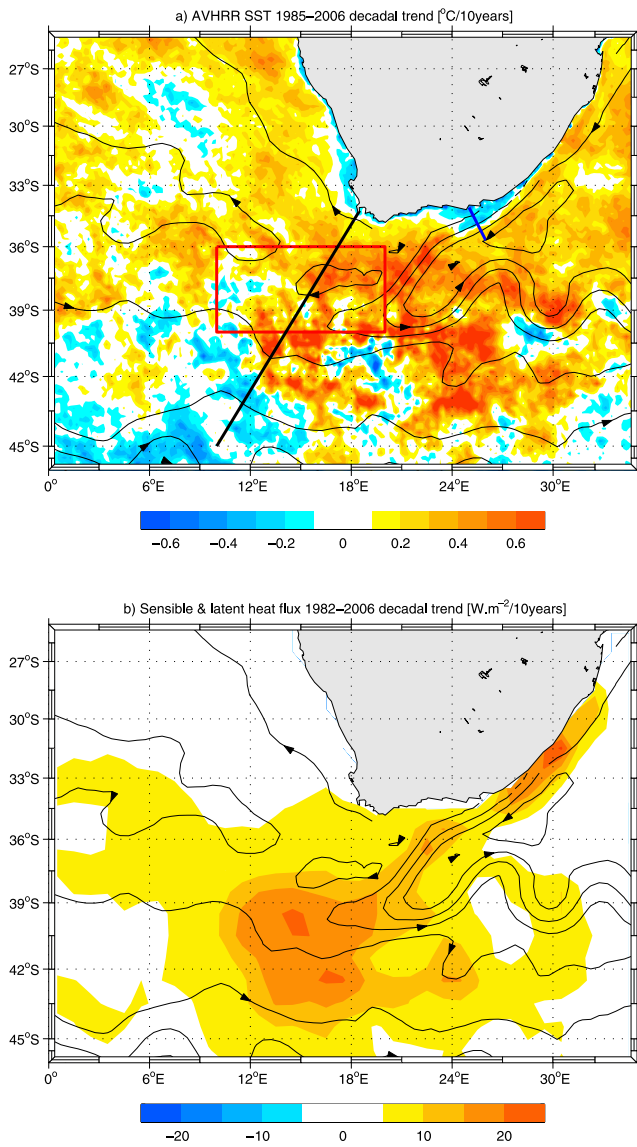 a) AVHRR SST 1985−2006 decadal trend [°C/10years]
27°S
30°S
33°S
36°S
39°S
42°S
45°S
0° 6°E 12°E 18°E 24°E 30°E
−0.6 −0.4 −0.2 0 0.2 0.4 0.6
b) Sensible & latent heat flux 1982−2006 decadal trend [W.m⁻²/10years]
27°S
30°S
33°S
36°S
39°S
42°S
45°S
0° 6°E 12°E 18°E 24°E 30°E
−20 −10 0 10 20